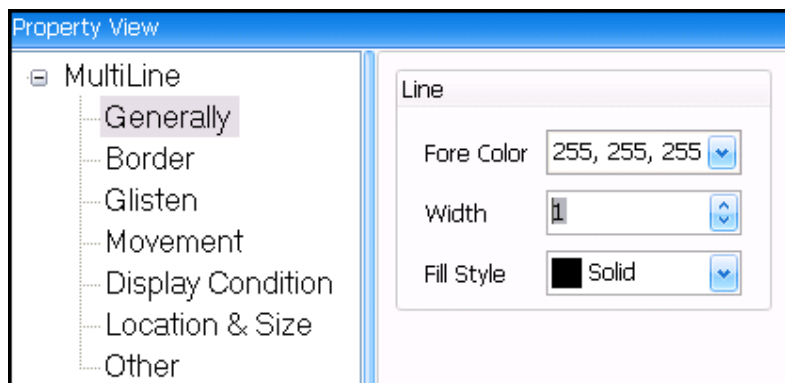 Property View
MultiLine
Generally
Border
Glisten
Movement
Display Condition
Location & Size
Other
Line
Fore Color 255, 255, 255
Width 1
Fill Style Solid